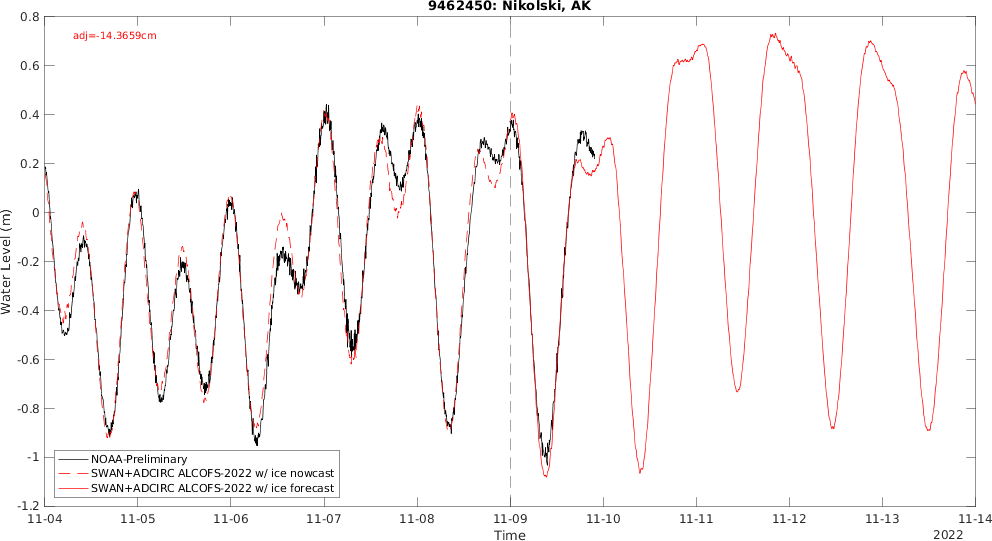 9462450: Nikolski, AK
adj=-14.3659cm
0.8
0.6
0.4
0.2
0
-0.2
-0.4
-0.6
-0.8
-1
-1.2
Water Level (m)
NOAA-Preliminary
SWAN+ADCIRC ALCOFS-2022 w/ ice nowcast
SWAN+ADCIRC ALCOFS-2022 w/ ice forecast
11-04 11-05 11-06 11-07 11-08 11-09 11-10 11-11 11-12 11-13 11-14
Time
2022